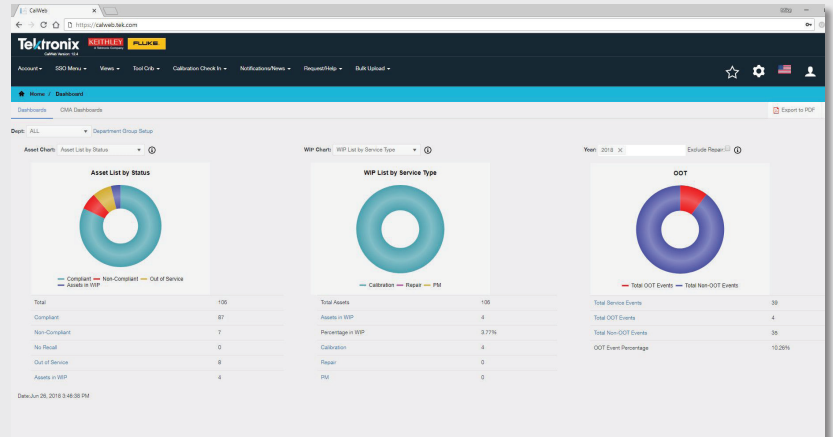 CalWeb
https://calweb.tek.com
Tektronix KEITHLEY FLUKE
A Tektronix Company
CalWeb Version 12.4
Account SSO Menu Views Tool Crib Calibration Check In Notifications/News Request/Help Bulk Upload
Home / Dashboard
Dashboards CMA Dashboards Export to PDF
Dept: ALL Department Group Setup
Asset Chart: Asset List by Status WIP Chart: WIP List by Service Type Year: 2018 × Exclude Repair
Asset List by Status
Compliant Non-Compliant Out of Service
Assets in WIP
Total 106
Compliant 87
Non-Compliant 7
No Recall 0
Out of Service 8
Assets in WIP 4
WIP List by Service Type
Calibration Repair PM
Total Assets 106
Assets in WIP 4
Percentage in WIP 3.77%
Calibration 4
Repair 0
PM 0
OOT
Total OOT Events Total Non-OOT Events
Total Service Events 39
Total OOT Events 4
Total Non-OOT Events 35
OOT Event Percentage 10.26%
Date:Jun 28, 2018 3:46:36 PM